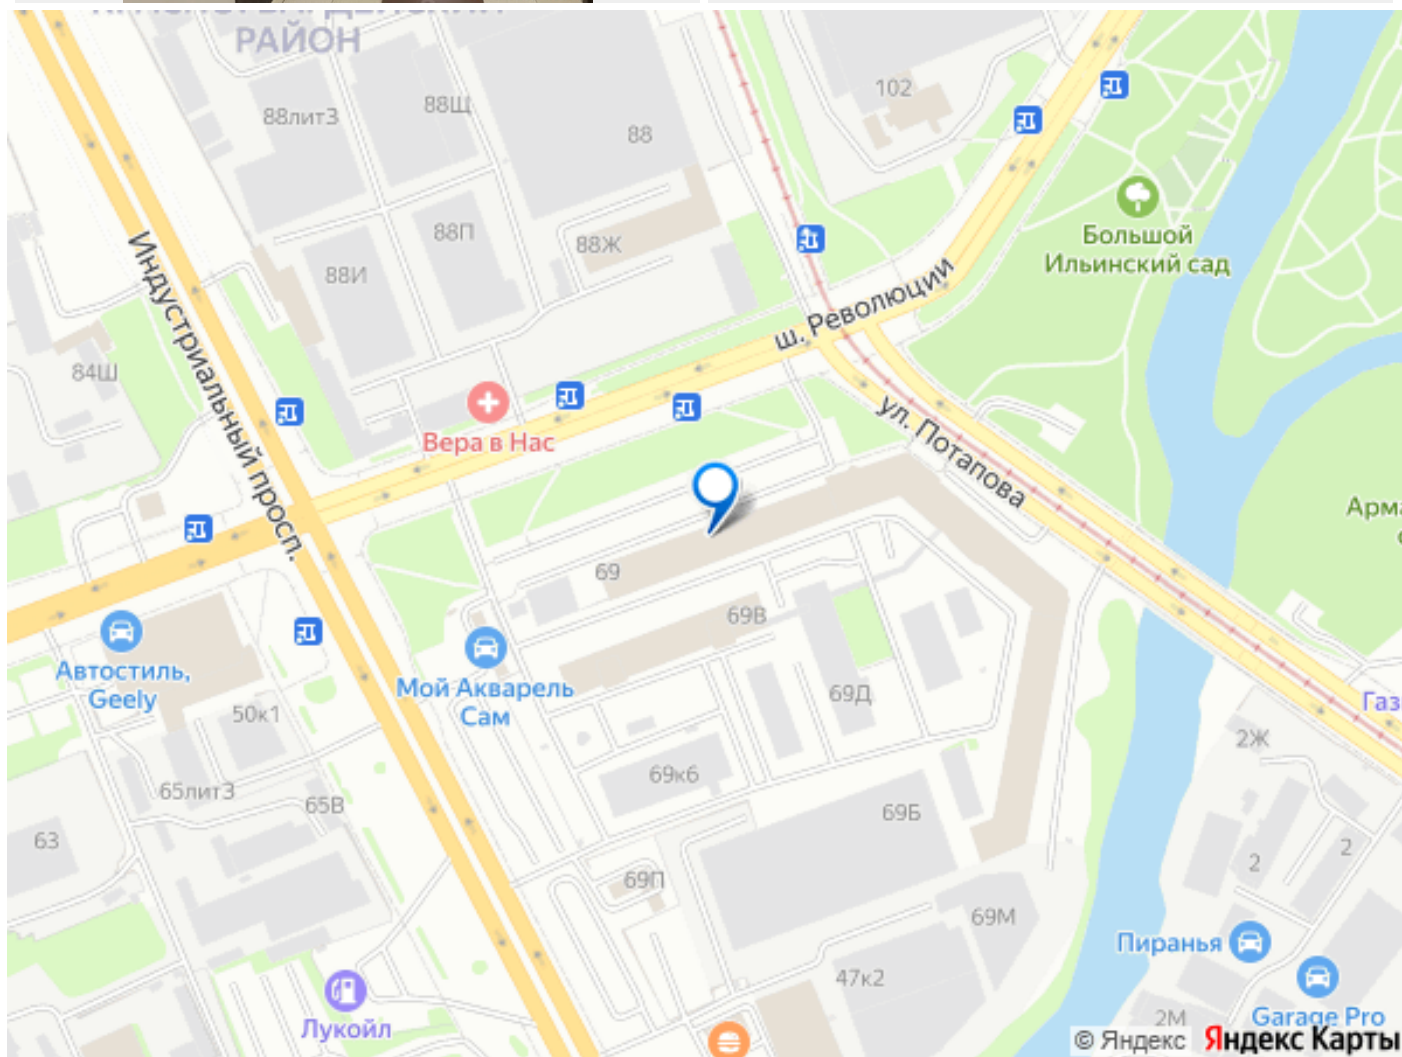 КРАСНОГВАРДЕЙСКИЙ
РАЙОН
88лит3
88Щ
88
102
88П
88Ж
88И
Большой
Ильинский сад
Индустриальный просп.
ш. Революции
84Ш
Вера в Нас
ул. Потапова
69
69В
Автостиль,
Geely
Мой Акварель
Сам
69Д
50к1
Газ
2Ж
65лит3
65В
69к6
69Б
63
2
2
69П
69М
Пиранья
47к2
Лукойл
2М
Garage Pro
© Яндекс Яндекс Карты